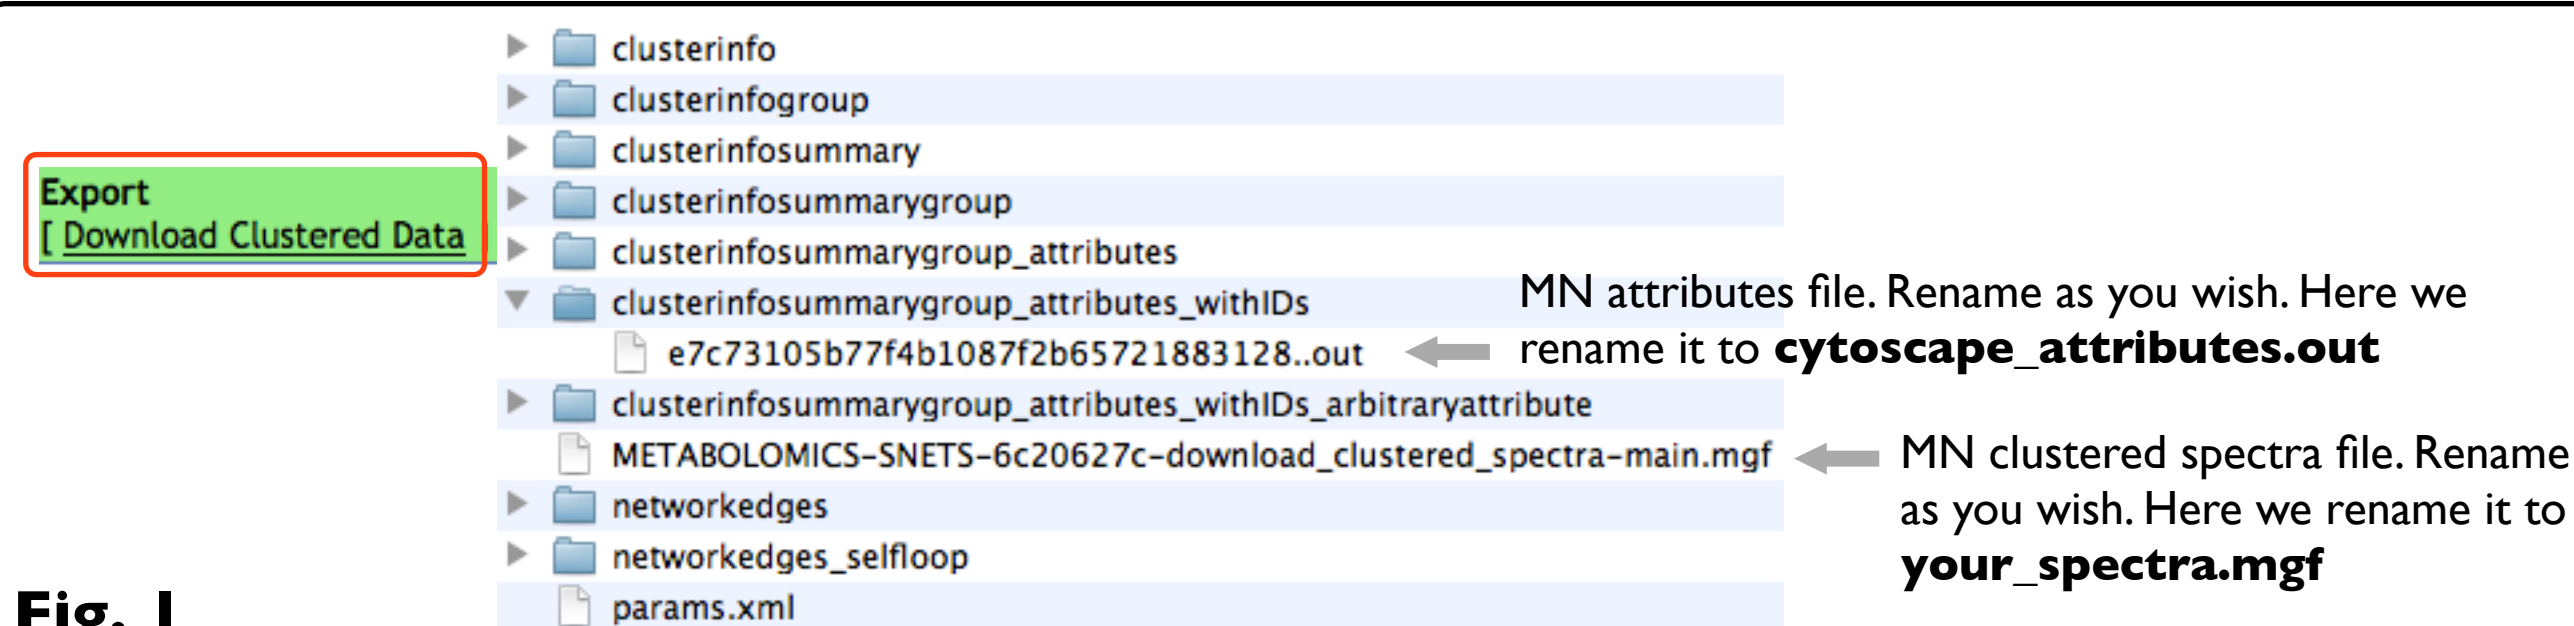 Export
[ Download Clustered Data
clusterinfo
clusterinfogroup
clusterinfosummary
clusterinfosummarygroup
clusterinfosummarygroup_attributes
clusterinfosummarygroup_attributes_withIDs
e7c73105b77f4b1087f2b65721883128..out
clusterinfosummarygroup_attributes_withIDs_arbitraryattribute
METABOLOMICS-SNETS-6c20627c-download_clustered_spectra-main.mgf
networkedges
networkedges_selfloop
params.xml
MN attributes file. Rename as you wish. Here we
rename it to cytoscape_attributes.out
MN clustered spectra file. Rename
as you wish. Here we rename it to
your_spectra.mgf
Fig. 1